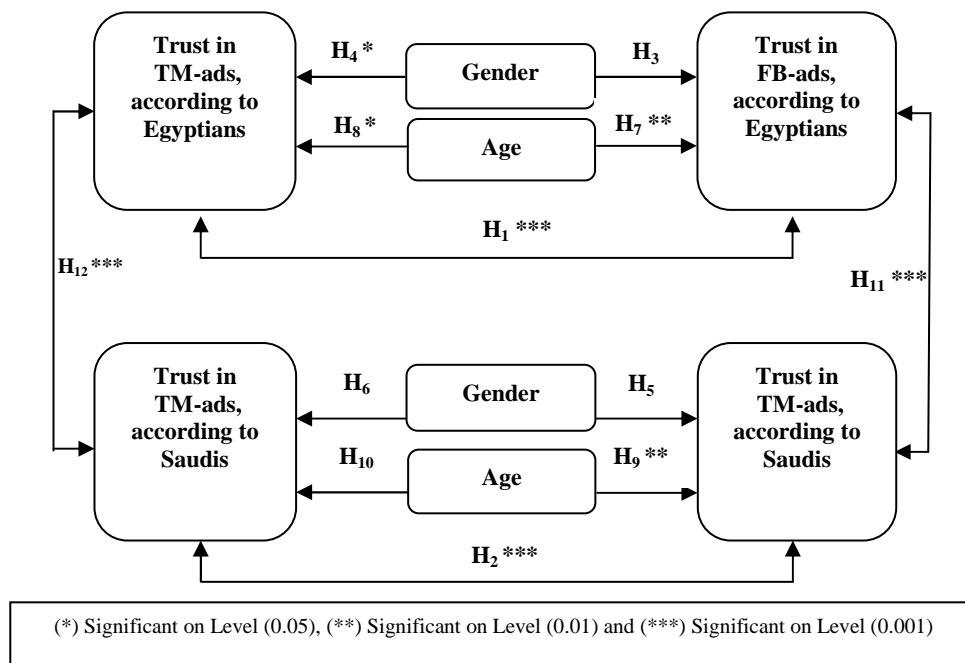 Trust in
TM-ads,
according to
Egyptians
H4 *
Gender
H3
Trust in
FB-ads,
according to
Egyptians
H8 *
Age
H7 **
H1 ***
H12 ***
H11 ***
Trust in
TM-ads,
according to
Saudis
H6
Gender
H5
Trust in
TM-ads,
according to
Saudis
H10
Age
H9 **
H2 ***
(*) Significant on Level (0.05), (**) Significant on Level (0.01) and (***) Significant on Level (0.001)